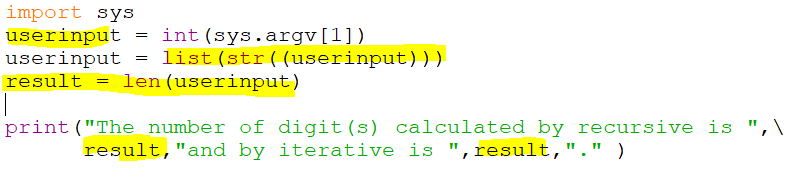 import sys
userinput = int(sys.argv[1])
userinput = list(str((userinput)))
result = len(userinput)
print("The number of digit(s) calculated by recursive is ",\
result,"and by iterative is ",result,"." )